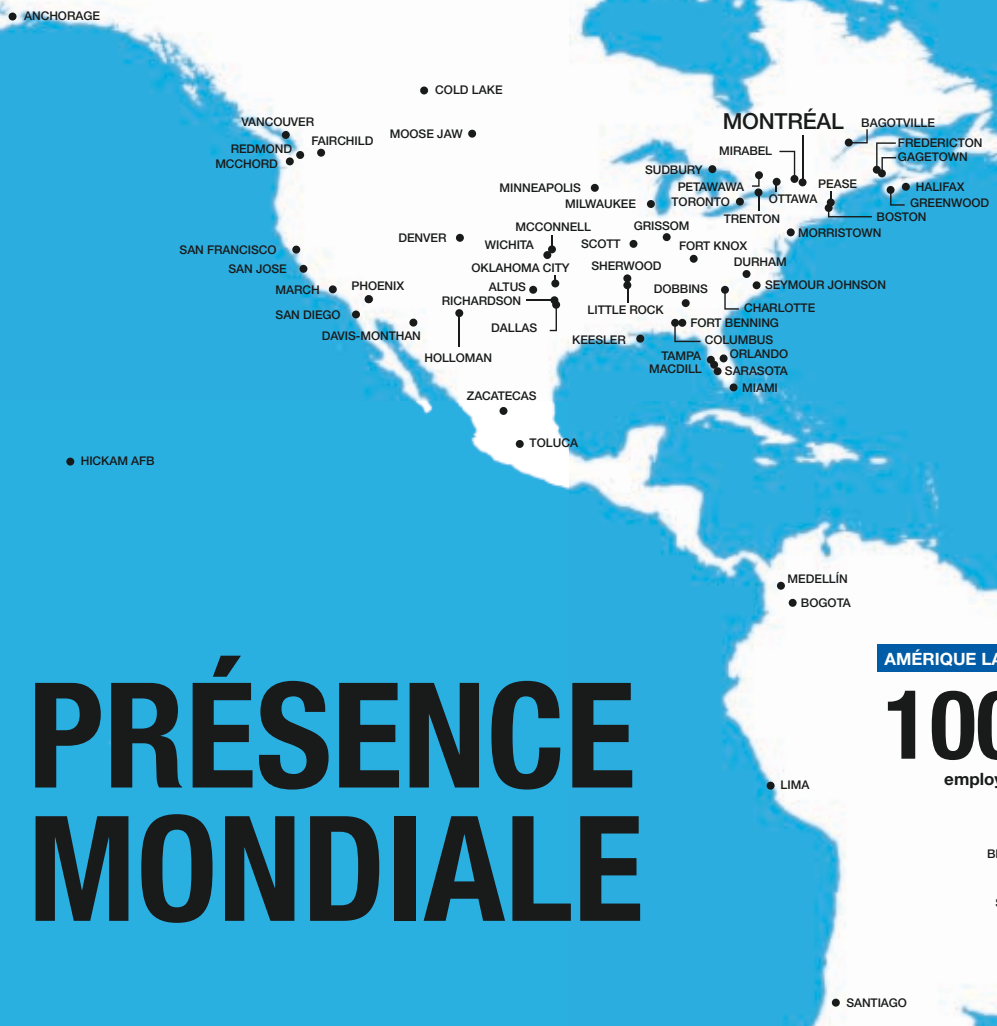 ANCHORAGE
COLD LAKE
VANCOUVER
MOOSE JAW
FAIRCHILD
REDMOND
MCCHORD
MONTRÉAL
BAGOTVILLE
MIRABEL
FREDERICTON
GAGETOWN
SUDBURY
PETAWAWA
PEASE
HALIFAX
MINNEAPOLIS
MILWAUKEE
TORONTO
OTTAWA
GREENWOOD
TRENTON
BOSTON
MCCONNELL
GRISSOM
MORRISTOWN
DENVER
WICHITA
SCOTT
FORT KNOX
SAN FRANCISCO
SAN JOSE
OKLAHOMA CITY
SHERWOOD
DURHAM
MARCH
PHOENIX
ALTUS
DOBBINS
SEYMOUR JOHNSON
RICHARDSON
LITTLE ROCK
CHARLOTTE
SAN DIEGO
DALLAS
FORT BENNING
DAVIS-MONTHAN
KEESLER
COLUMBUS
HOLLOMAN
TAMPA
ORLANDO
MACDILL
SARASOTA
MIAMI
ZACATECAS
TOLUCA
HICKAM AFB
MEDELLÍN
BOGOTA
AMÉRIQUE LA
100
employ
PRÉSENCE
MONDIALE
LIMA
SANTIAGO